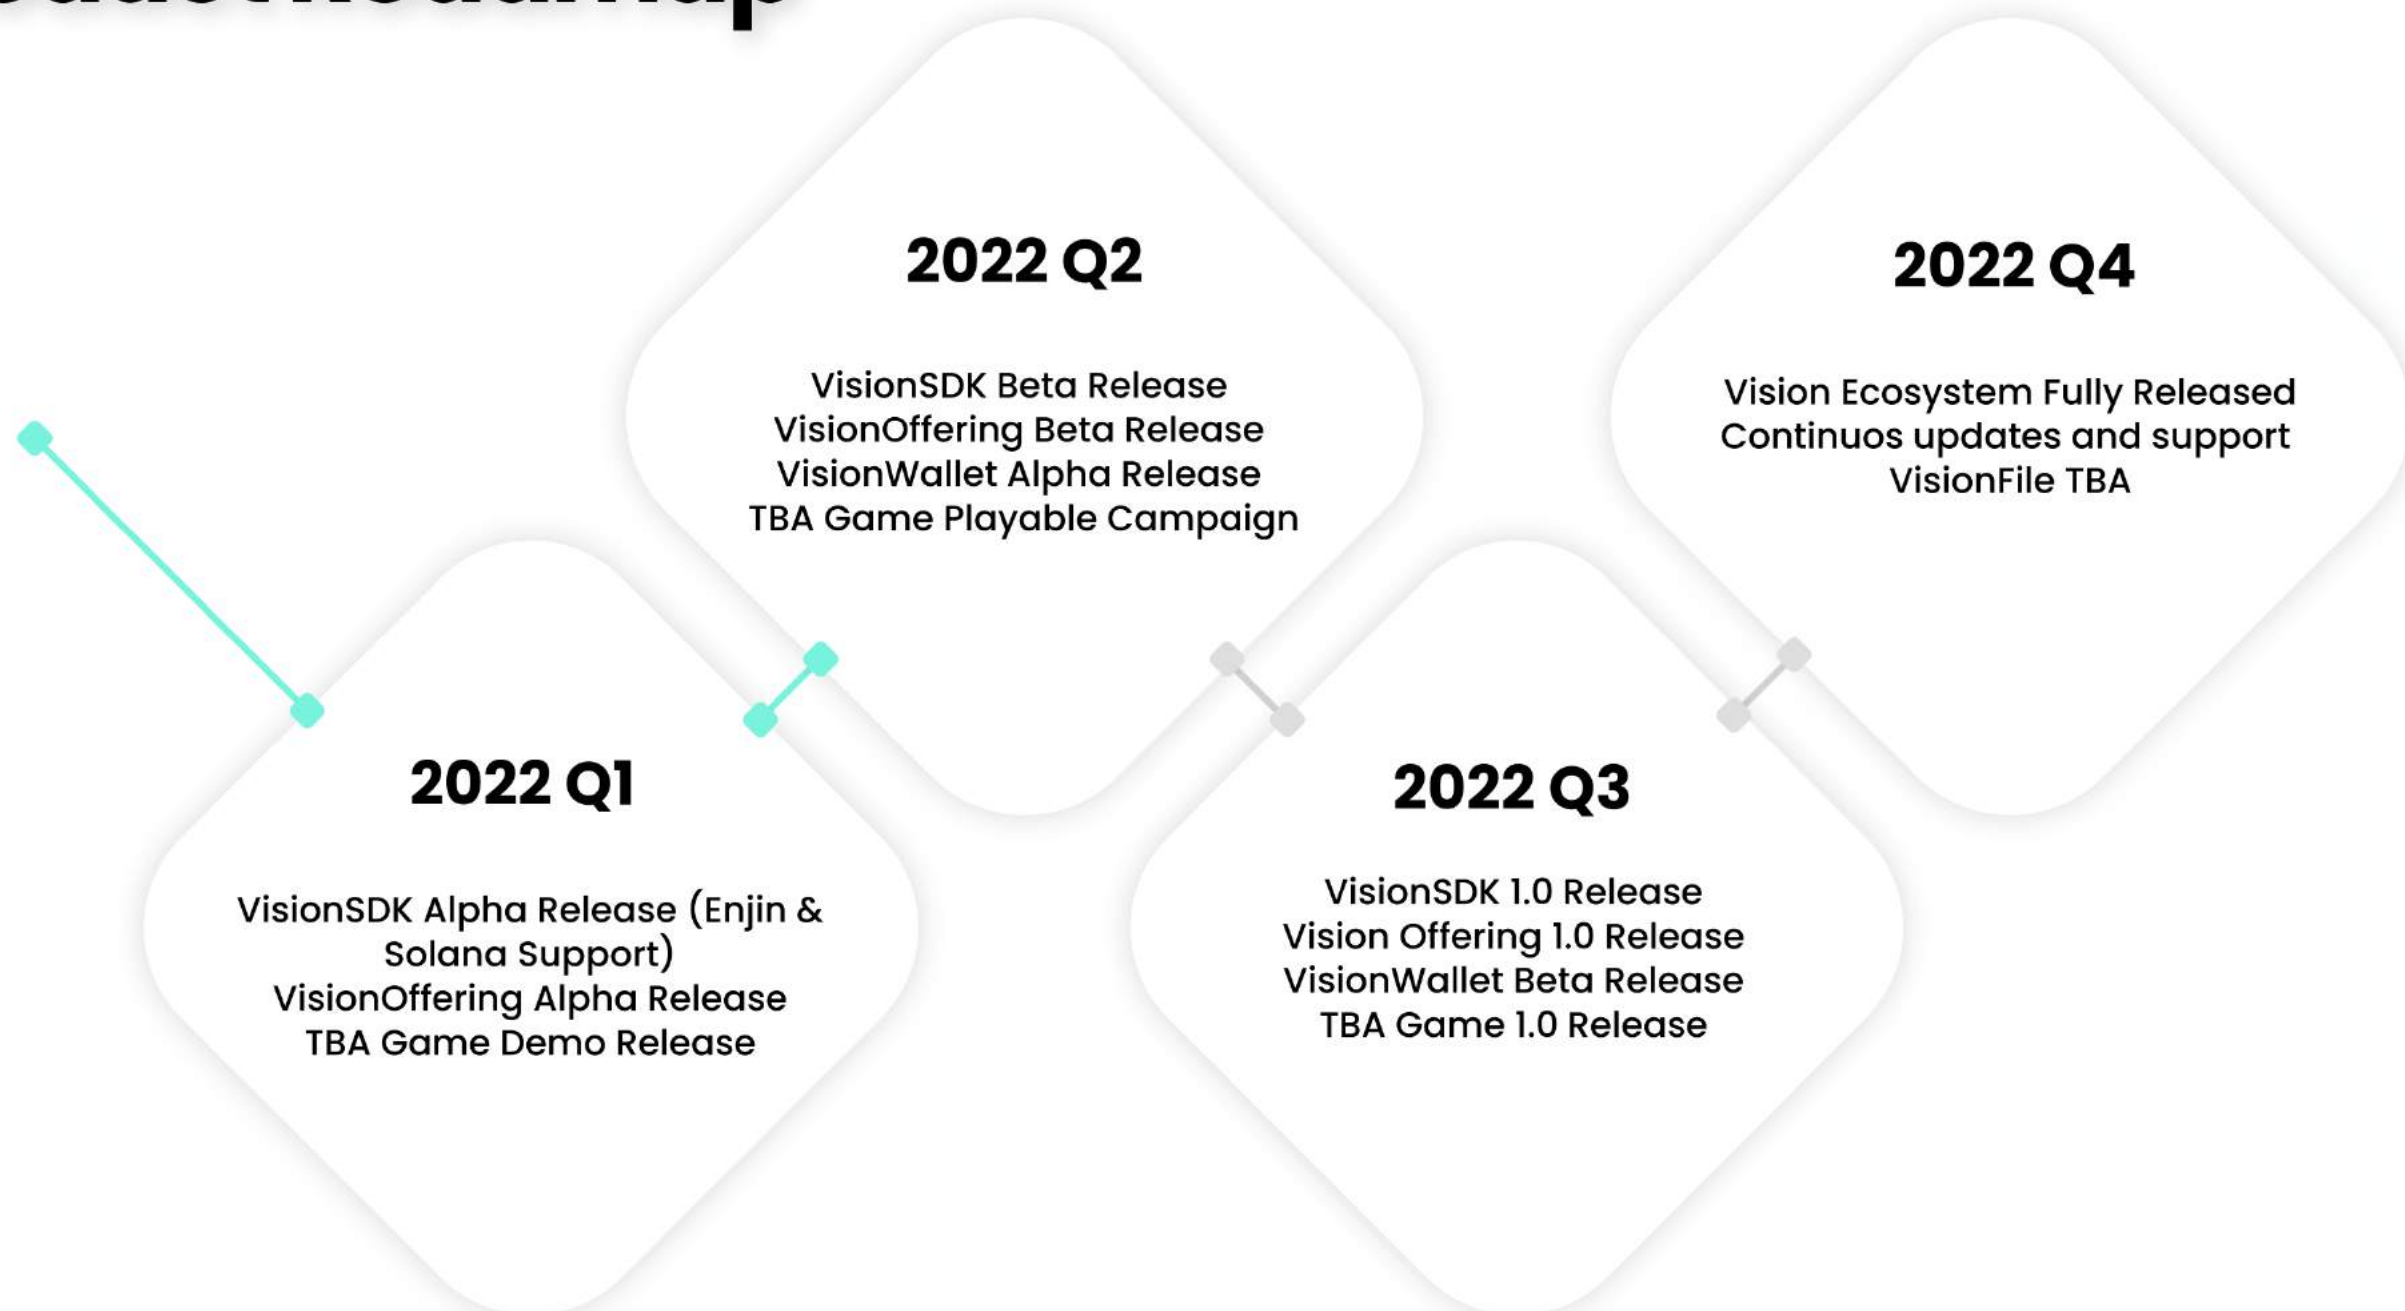 Roadmap
2022 Q1
VisionSDK Alpha Release (Enjin &
Solana Support)
VisionOffering Alpha Release
TBA Game Demo Release
2022 Q2
VisionSDK Beta Release
VisionOffering Beta Release
VisionWallet Alpha Release
TBA Game Playable Campaign
2022 Q3
VisionSDK 1.0 Release
Vision Offering 1.0 Release
VisionWallet Beta Release
TBA Game 1.0 Release
2022 Q4
Vision Ecosystem Fully Released
Continuos updates and support
VisionFile TBA